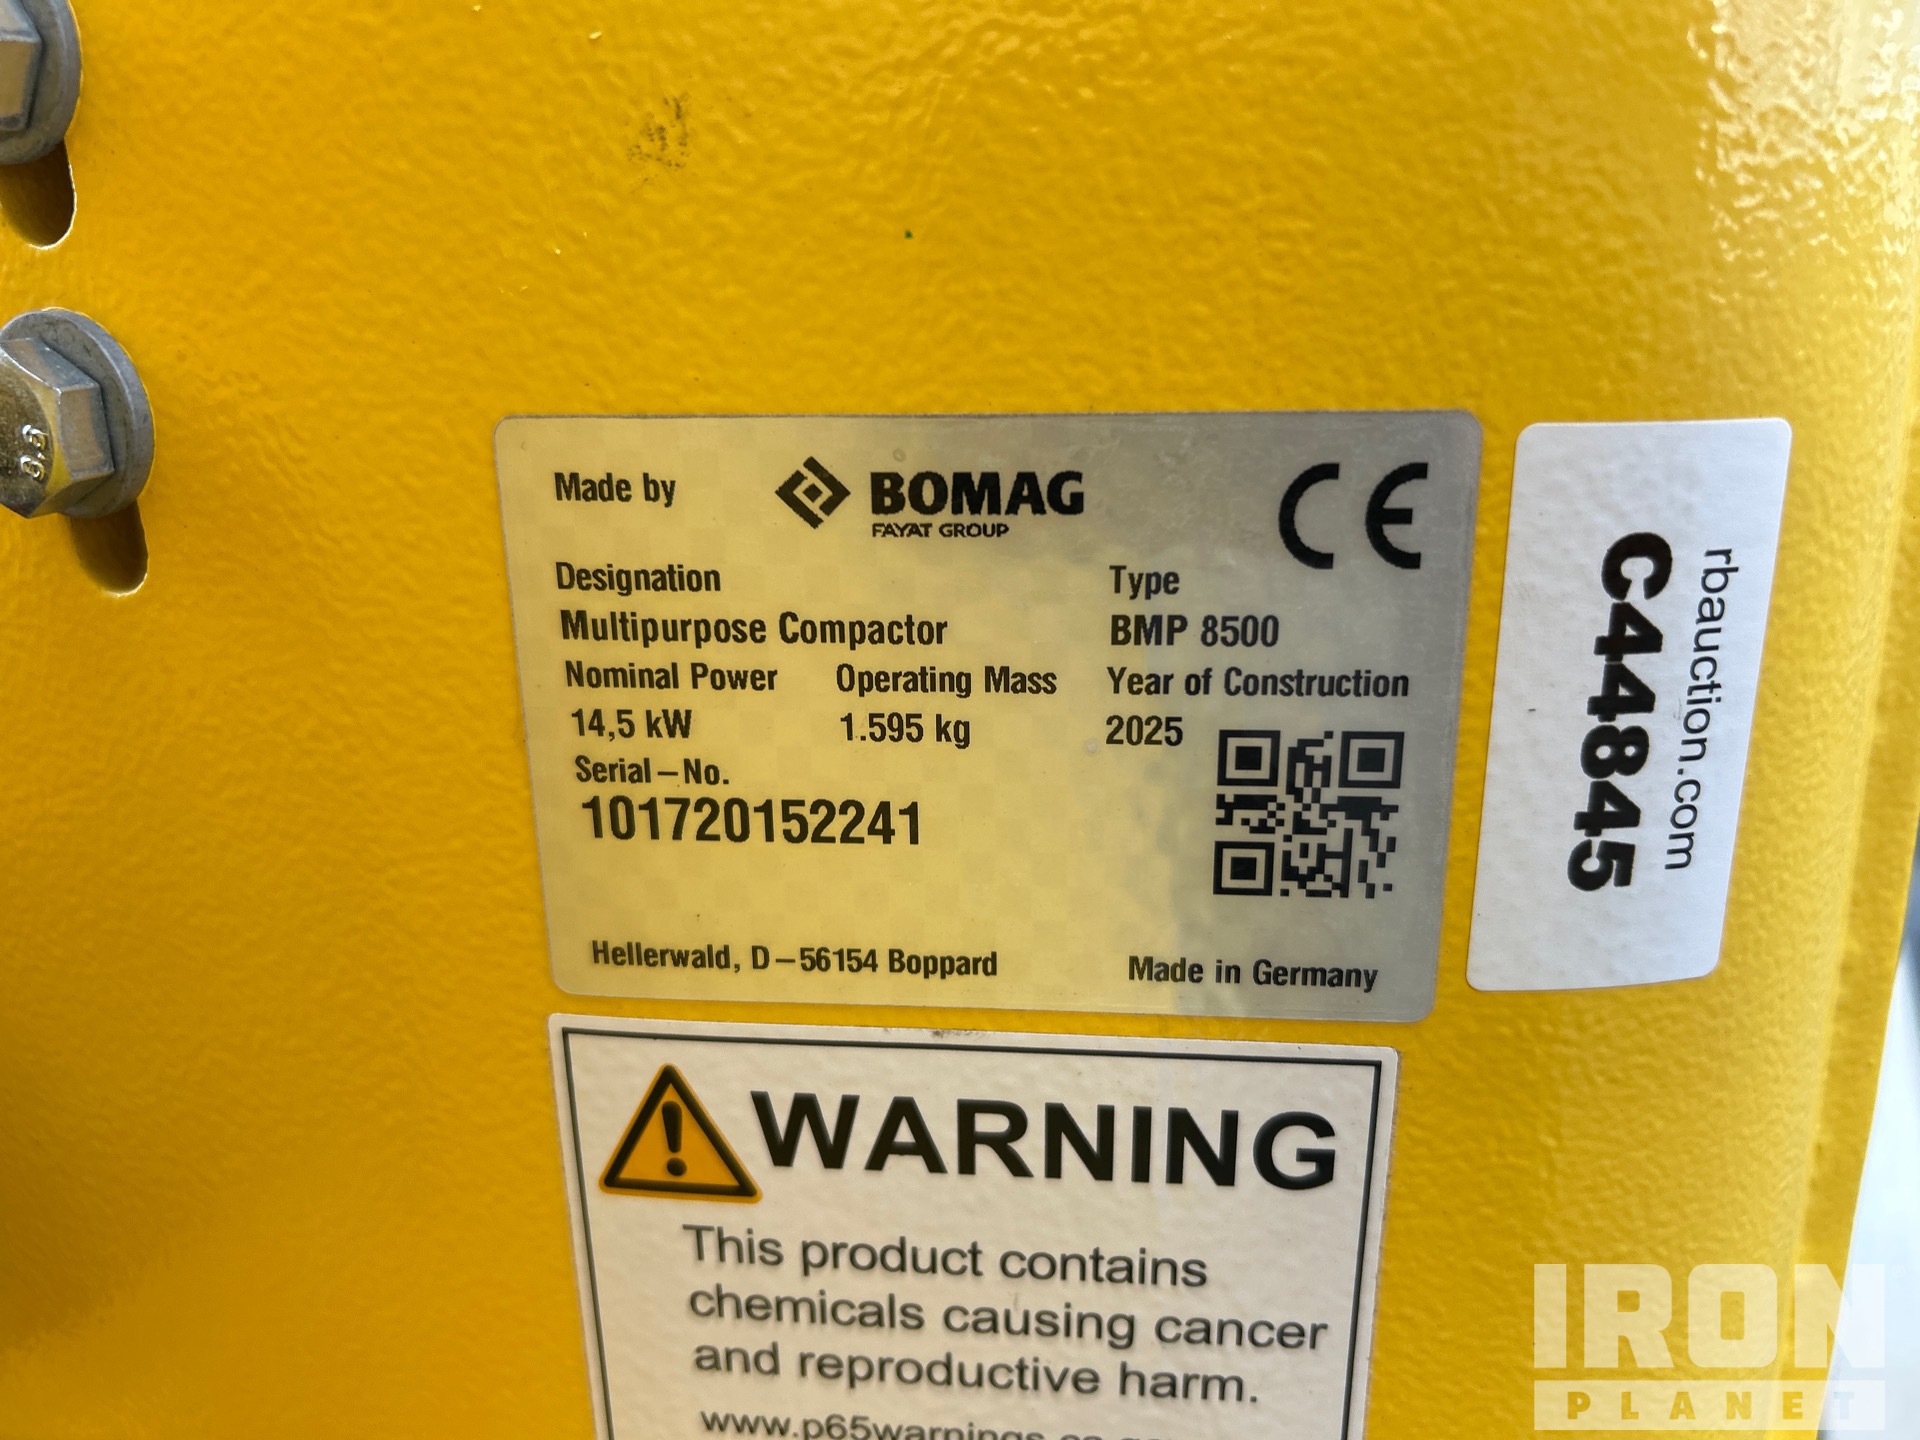 8.8
Made by
BOMAG
FAYAT GROUP
CE
Designation
Type
Multipurpose Compactor
BMP 8500
Nominal Power Operating Mass Year of Construction
14,5 kW 1.595 kg 2025
Serial-No.
101720152241
Hellerwald, D-56154 Boppard
Made in Germany
rbauction.com
C44845
WARNING
This product contains
chemicals causing cancer
and reproductive harm.
IRON
PLANET